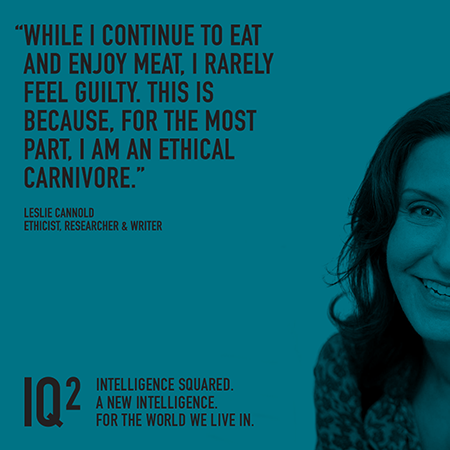 “WHILE I CONTINUE TO EAT
AND ENJOY MEAT, I RARELY
FEEL GUILTY. THIS IS
BECAUSE, FOR THE MOST
PART, I AM AN ETHICAL
CARNIVORE.”
LESLIE CANNOLD
ETHICIST, RESEARCHER & WRITER
IQ²
INTELLIGENCE SQUARED.
A NEW INTELLIGENCE.
FOR THE WORLD WE LIVE IN.